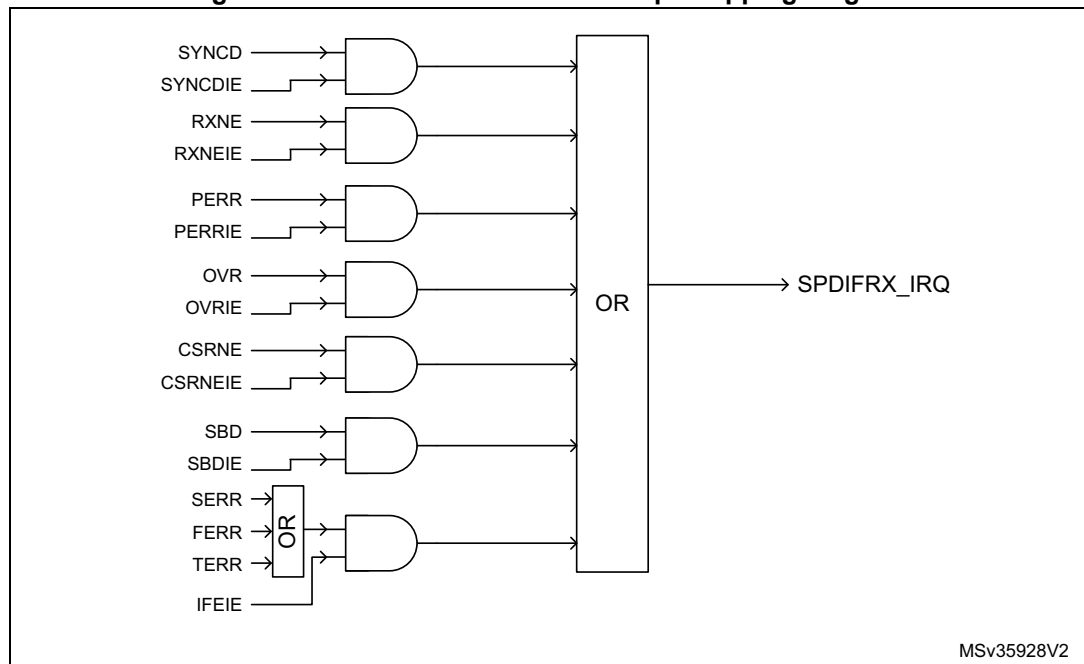 SYNCD
SYNCDIE
RXNE
RXNEIE
PERR
PERRIE
OVR
OVRIE
CSRNE
CSRNEIE
SBD
SBDIE
SERR
FERR
TERR
OR
IFEIE
OR
SPDIFRX_IRQ
MSv35928V2